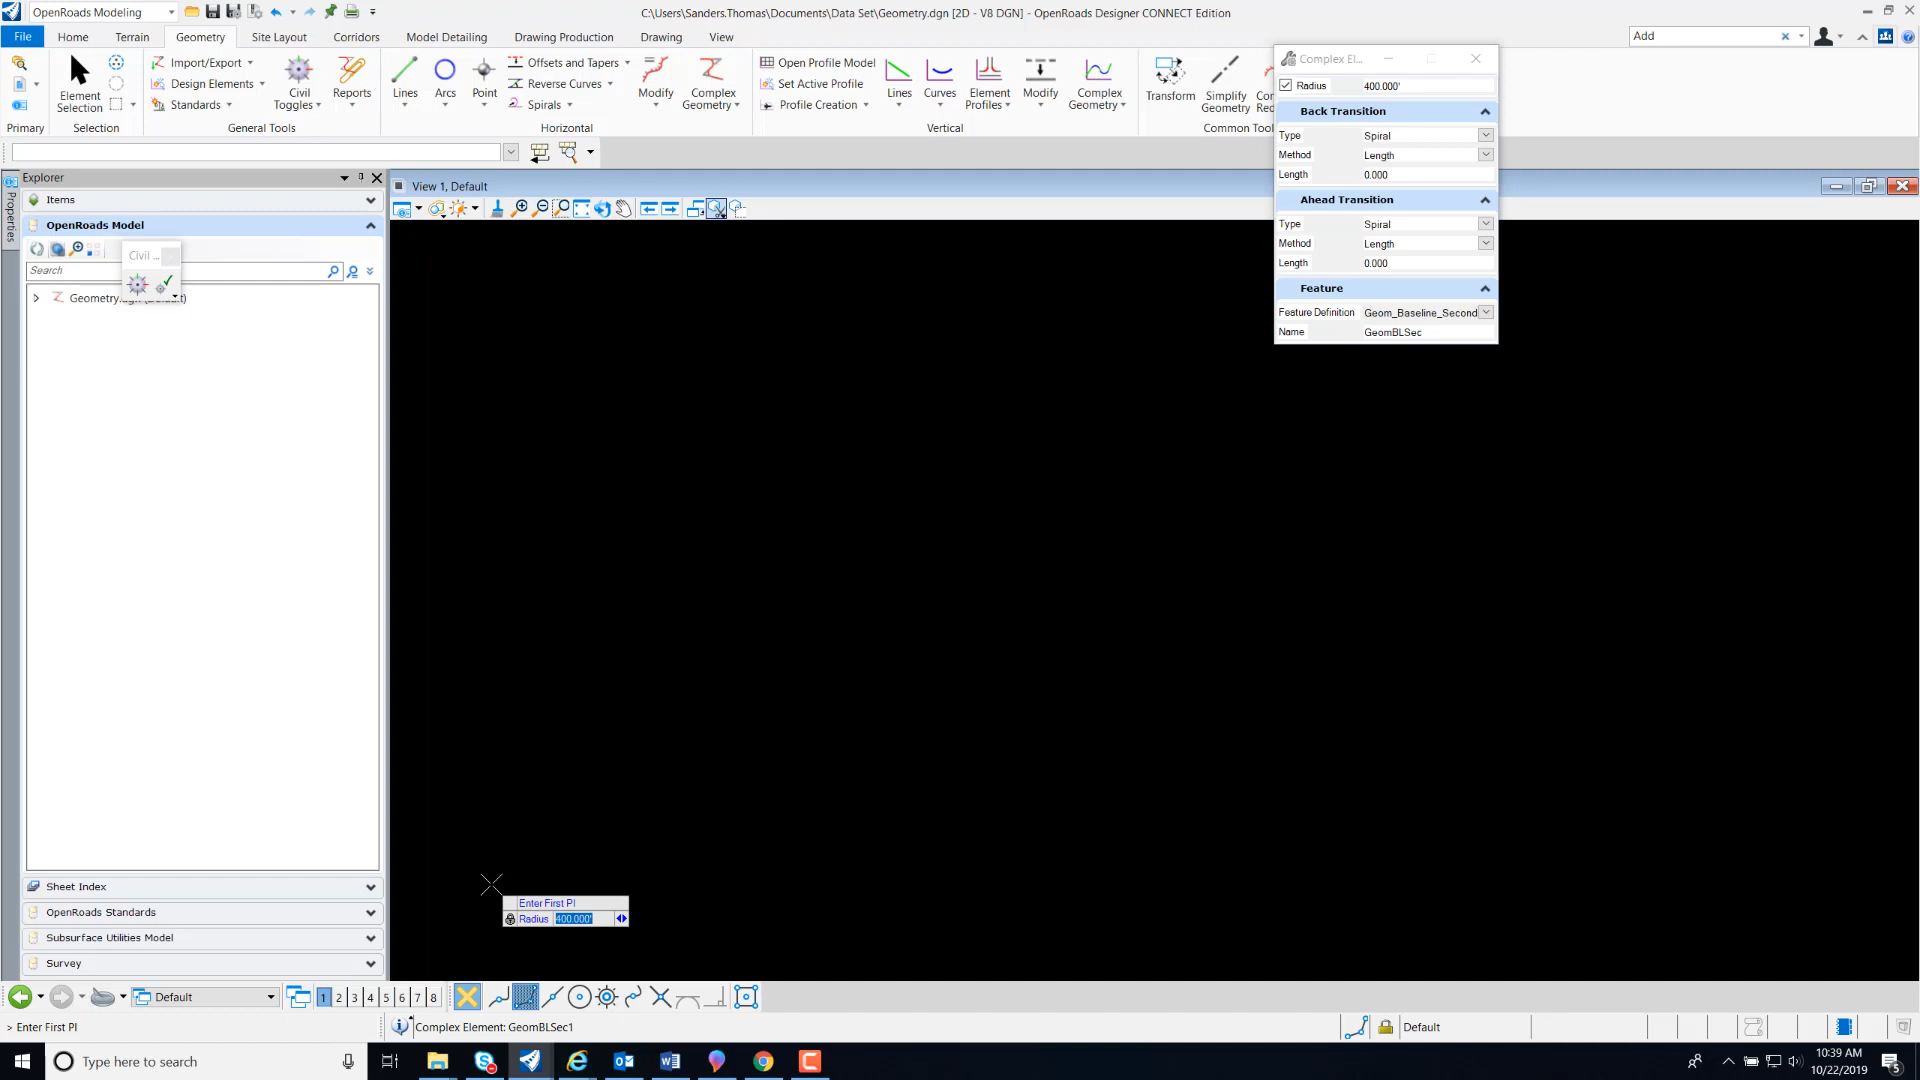 OpenRoads Modeling
C:\Users\Sanders.Thomas\Documents\Data Set\Geometry.dgn [2D - V8 DGN] - OpenRoads Designer CONNECT Edition
File Home Terrain Geometry Site Layout Corridors Model Detailing Drawing Production Drawing View
Add
Element Selection
Primary
Selection
Import/Export
Design Elements
Standards
Civil Toggles
Reports
General Tools
Lines
Arcs
Point
Offsets and Tapers
Reverse Curves
Spirals
Modify
Complex Geometry
Horizontal
Open Profile Model
Set Active Profile
Profile Creation
Lines
Curves
Element Profiles
Modify
Complex Geometry
Vertical
Transform
Simplify Geometry
Common Tool
Complex El...
Radius 400.000'
Back Transition
Type Spiral
Method Length
Length 0.000
Ahead Transition
Type Spiral
Method Length
Length 0.000
Feature
Feature Definition Geom_Baseline_Second
Name GeomBLSec
Properties
Explorer
Items
OpenRoads Model
Civil ...
Search
View 1, Default
Enter First PI
Radius 400.000'
Sheet Index
OpenRoads Standards
Subsurface Utilities Model
Survey
Default
1 2 3 4 5 6 7 8
> Enter First PI
Complex Element: GeomBLSec1
Default
Type here to search
10:39 AM
10/22/2019
5